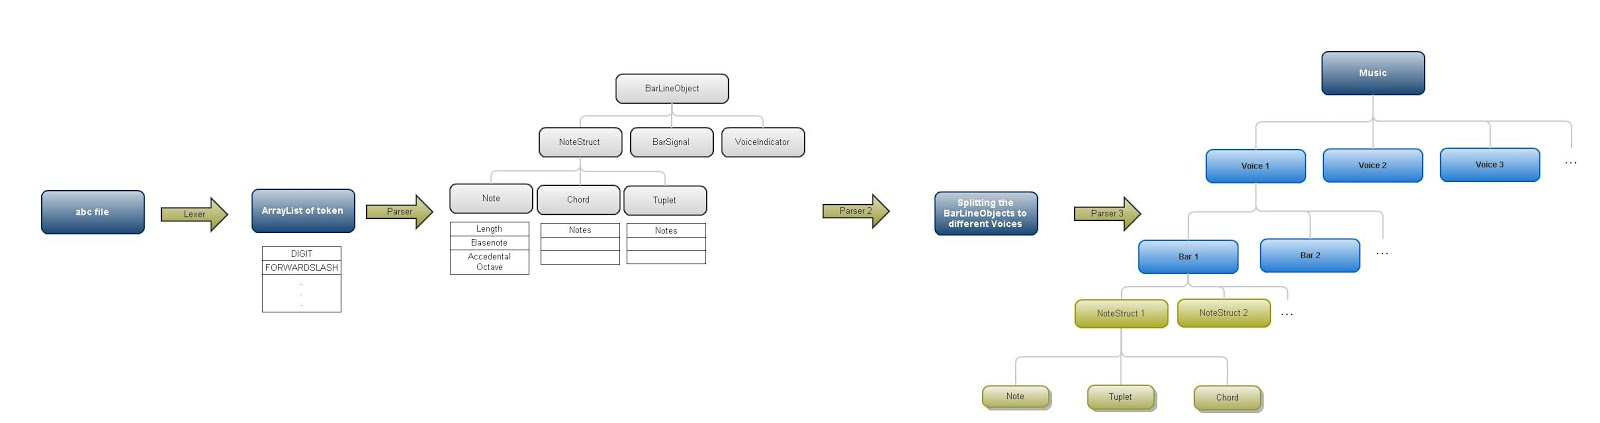 abc file
Lexer
ArrayList of token
DIGIT
FORWARDSLASH
.
.
.
Parser
BarLineObject
NoteStruct
BarSignal
VoiceIndicator
Note
Chord
Tuplet
Length
Basenote
Accedental
Octave
Notes
Notes
Parser 2
Splitting the
BarLineObjects to
different Voices
Parser 3
Music
Voice 1
Voice 2
Voice 3
...
Bar 1
Bar 2
...
NoteStruct 1
NoteStruct 2
...
Note
Tuplet
Chord